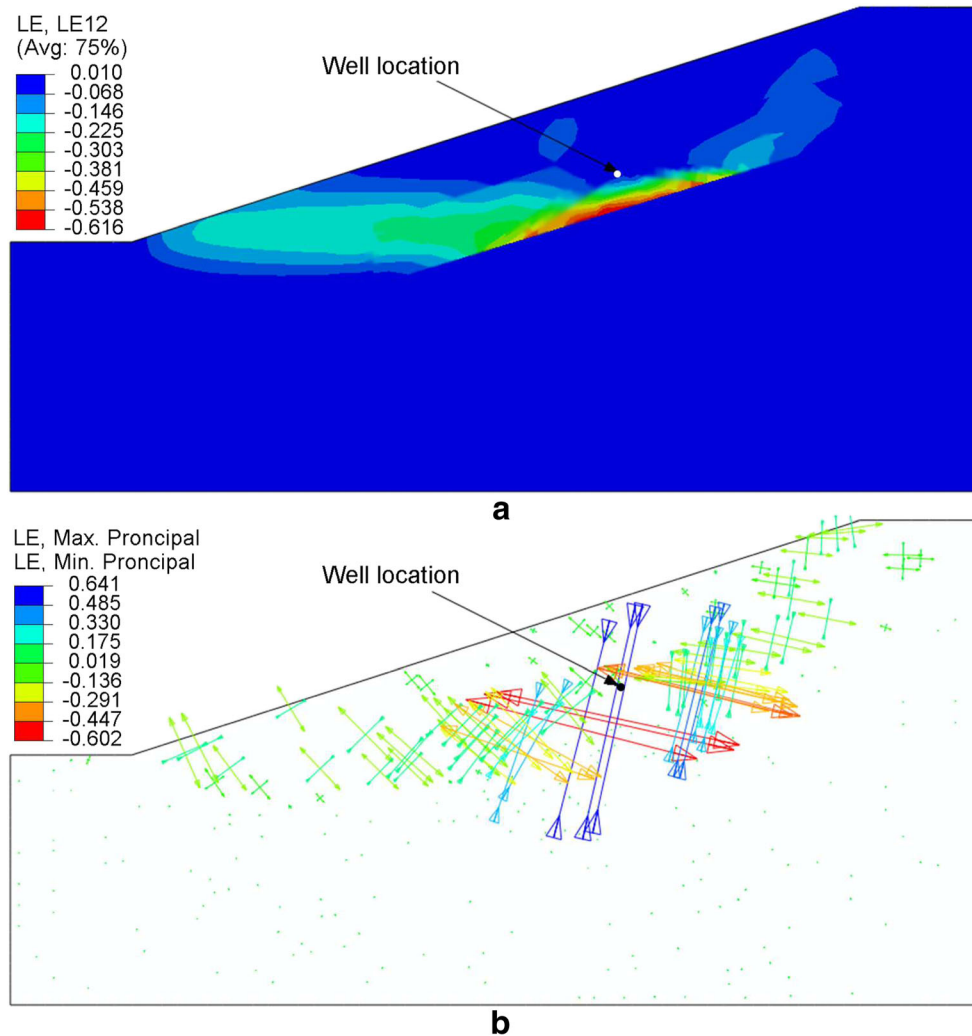 LE, LE12
(Avg: 75%)
0.010
-0.068
-0.146
-0.225
-0.303
-0.381
-0.459
-0.538
-0.616
Well location
a
LE, Max. Proncipal
LE, Min. Proncipal
0.641
0.485
0.330
0.175
0.019
-0.136
-0.291
-0.447
-0.602
Well location
b